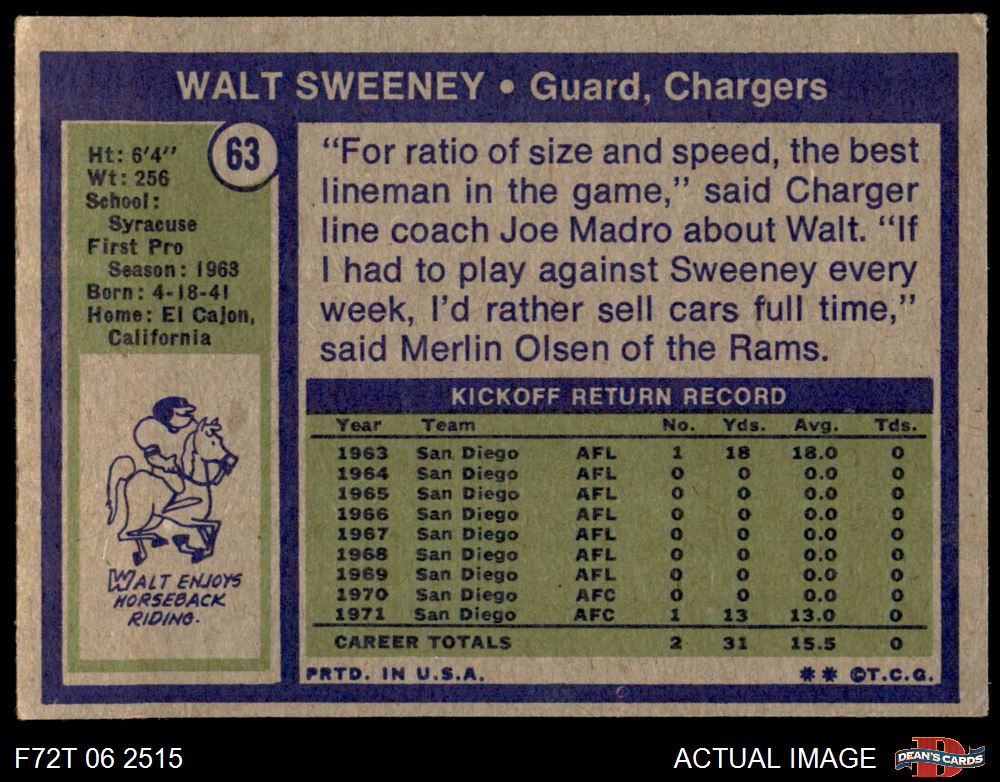 WALT SWEENEY • Guard, Chargers
63
Ht: 6'4"
Wt: 256
School:
Syracuse
First Pro
Season: 1963
Born: 4-18-41
Home: El Cajon,
California
WALT ENJOYS
HORSEBACK
RIDING.
“For ratio of size and speed, the best
lineman in the game,” said Charger
line coach Joe Madro about Walt. “If
I had to play against Sweeney every
week, I’d rather sell cars full time,”
said Merlin Olsen of the Rams.
KICKOFF RETURN RECORD
Year Team No. Yds. Avg. Tds.
1963 San Diego AFL 1 18 18.0 0
1964 San Diego AFL 0 0 0.0 0
1965 San Diego AFL 0 0 0.0 0
1966 San Diego AFL 0 0 0.0 0
1967 San Diego AFL 0 0 0.0 0
1968 San Diego AFL 0 0 0.0 0
1969 San Diego AFL 0 0 0.0 0
1970 San Diego AFC 0 0 0.0 0
1971 San Diego AFC 1 13 13.0 0
CAREER TOTALS 2 31 15.5 0
PRTD. IN U.S.A. ** ©T.C.G.
F72T 06 2515 ACTUAL IMAGE
D
DEAN'S CARDS